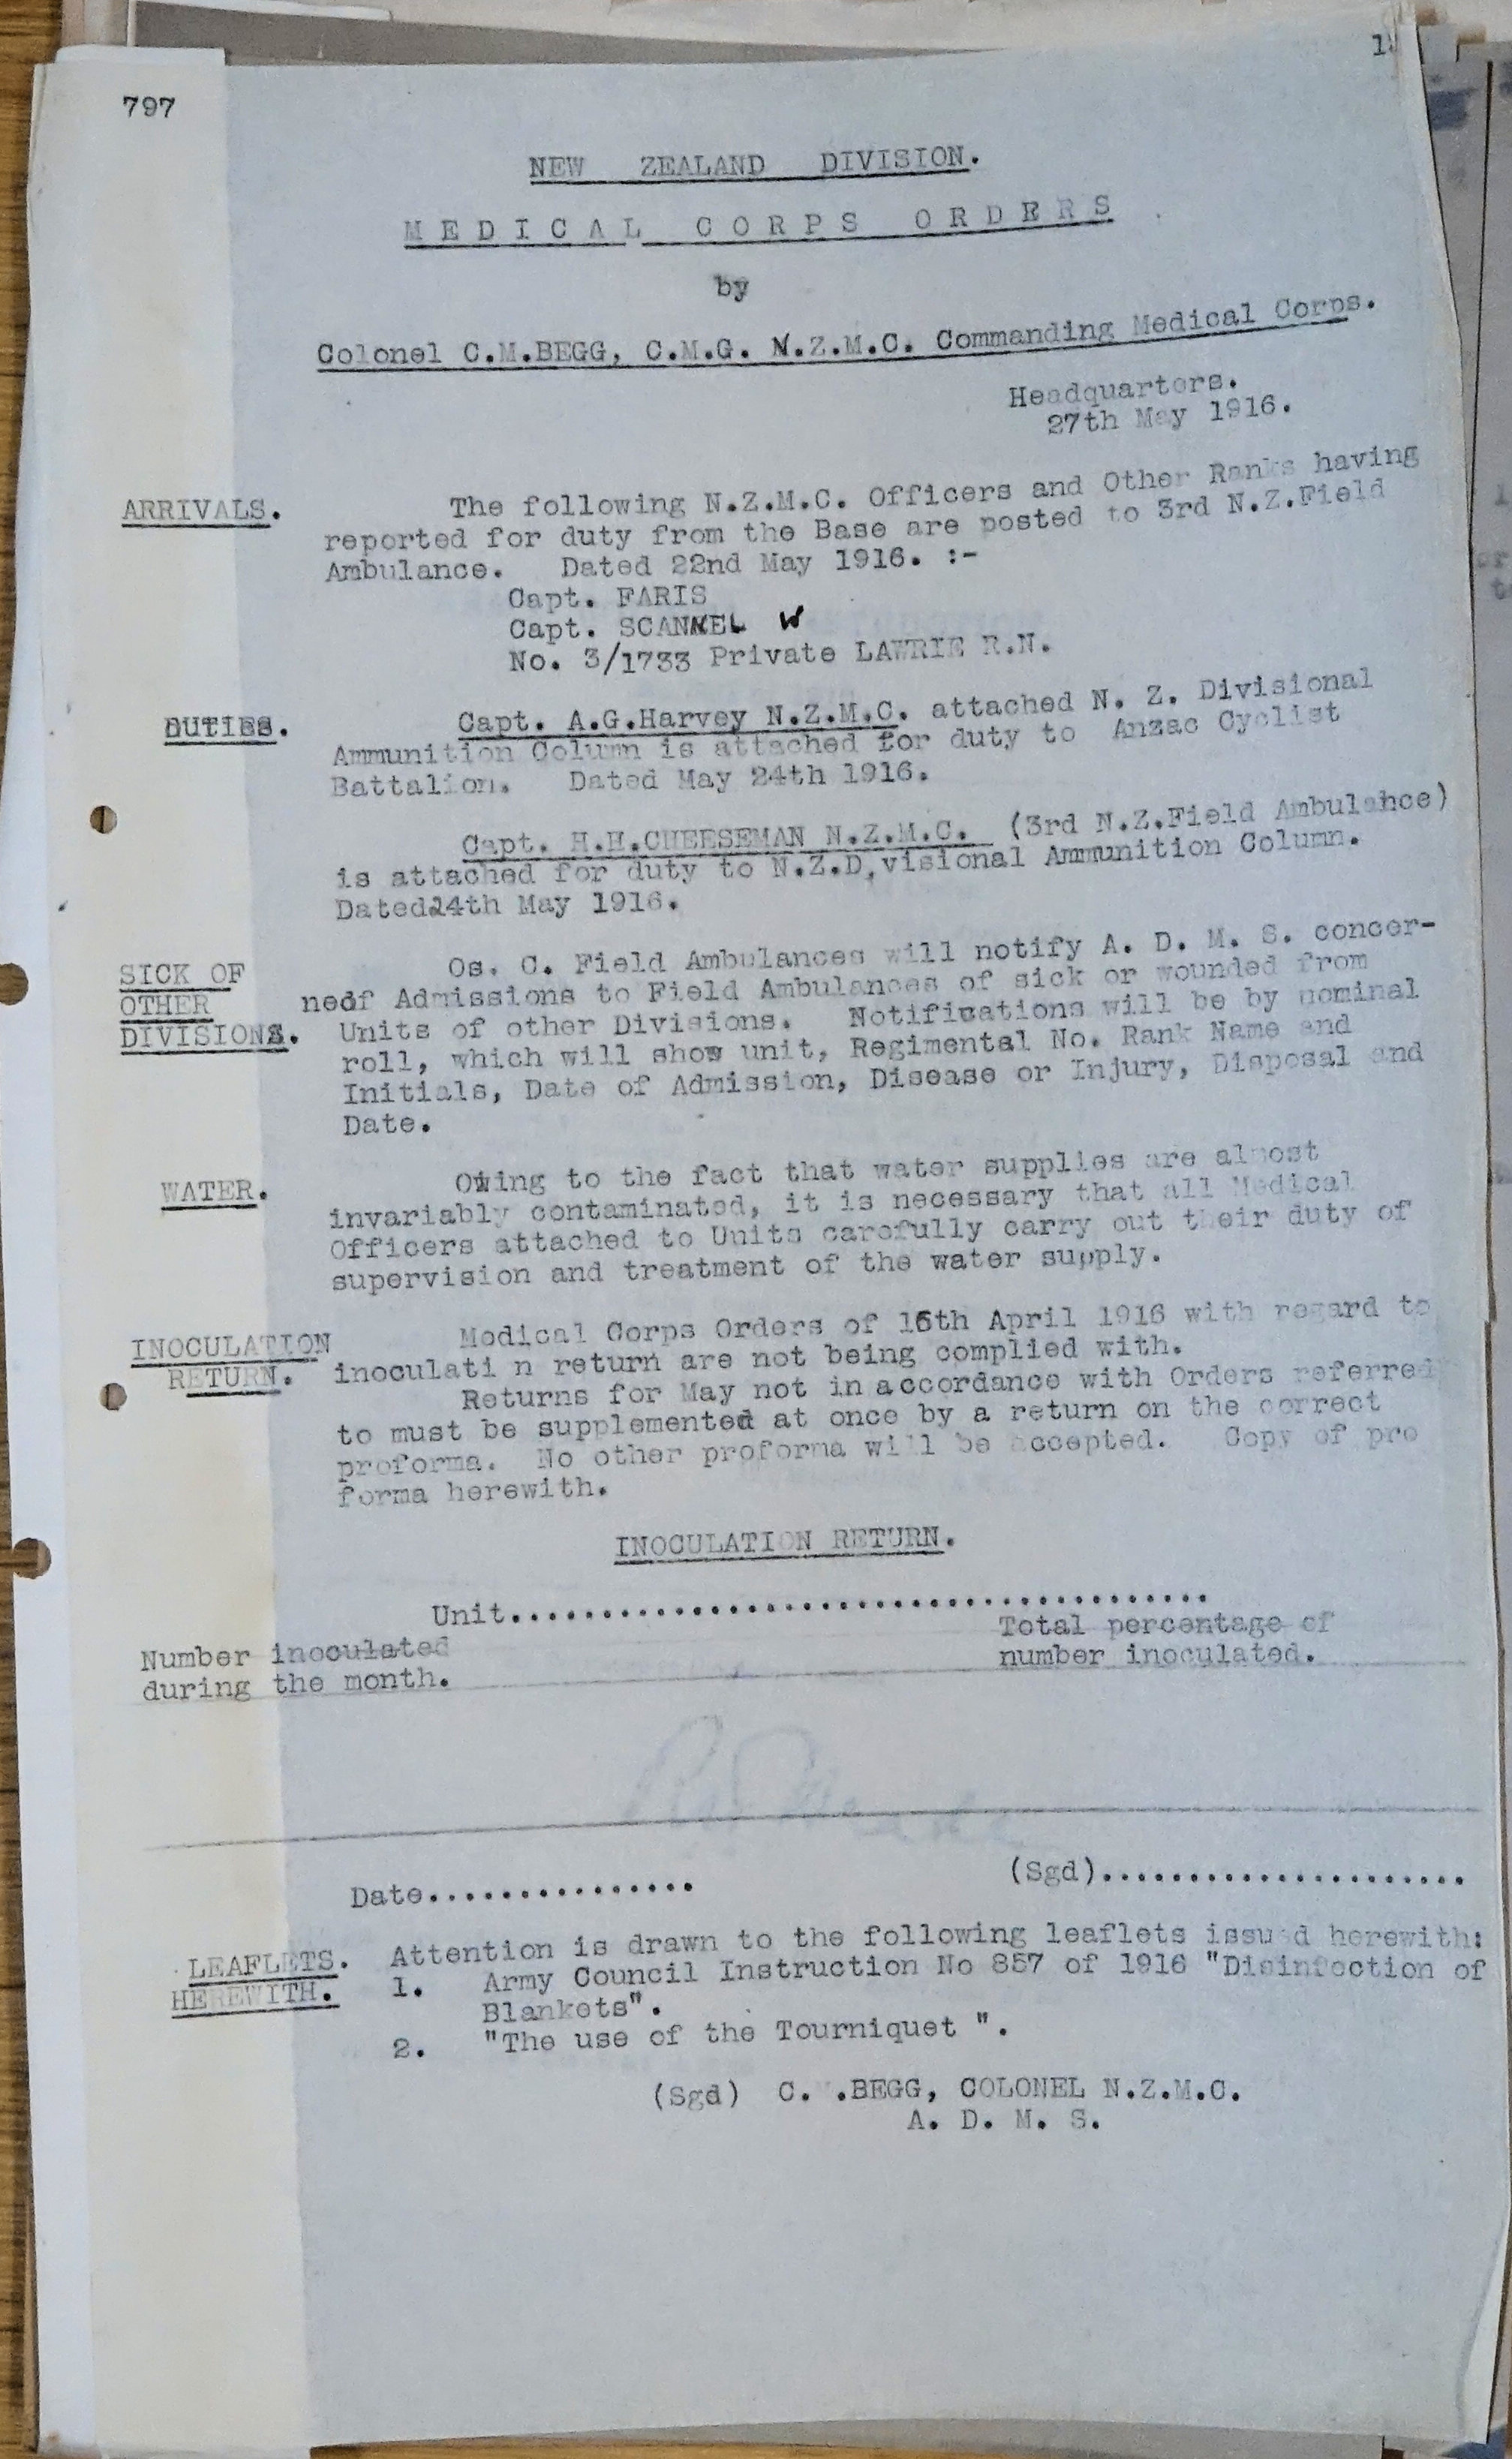 797
NEW ZEALAND DIVISION.
MEDICAL CORPS ORDERS
by
Colonel C.M.BEGG, C.M.G. N.Z.M.C. Commanding Medical Corps.
Headquarters.
27th May 1916.
ARRIVALS. The following N.Z.M.C. Officers and Other Ranks having
reported for duty from the Base are posted to 3rd N.Z.Field
Ambulance. Dated 22nd May 1916. :-
Capt. FARIS
Capt. SCANNEL W
No. 3/1733 Private LAWRIE R.N.
DUTIES. Capt. A.G.Harvey N.Z.M.C. attached N. Z. Divisional
Ammunition Column is attached for duty to Anzac Cyclist
Battalion. Dated May 24th 1916.
Capt. H.H.CHEESEMAN N.Z.M.C. (3rd N.Z.Field Ambulance)
is attached for duty to N.Z.D,visional Ammunition Column.
Dated24th May 1916.
SICK OF Os. C. Field Ambulances will notify A. D. M. S. concer-
OTHER nedf Admissions to Field Ambulances of sick or wounded from
DIVISIONS. Units of other Divisions. Notifications will be by nominal
roll, which will show unit, Regimental No. Rank Name and
Initials, Date of Admission, Disease or Injury, Disposal and
Date.
WATER. Owing to the fact that water supplies are almost
invariably contaminated, it is necessary that all Medical
Officers attached to Units carefully carry out their duty of
supervision and treatment of the water supply.
INOCULATION Medical Corps Orders of 16th April 1916 with regard to
RETURN. inoculati n return are not being complied with.
Returns for May not in accordance with Orders referred
to must be supplemented at once by a return on the correct
proforma. No other proforma will be accepted. Copy of pro
forma herewith.
INOCULATION RETURN.
Unit..........................................
Number inoculated Total percentage of
during the month. number inoculated.
Date............... (Sgd)......................
LEAFLETS. Attention is drawn to the following leaflets issued herewith:
HEREWITH. 1. Army Council Instruction No 857 of 1916 "Disinfection of
Blankets".
2. "The use of the Tourniquet ".
(Sgd) C. .BEGG, COLONEL N.Z.M.C.
A. D. M. S.